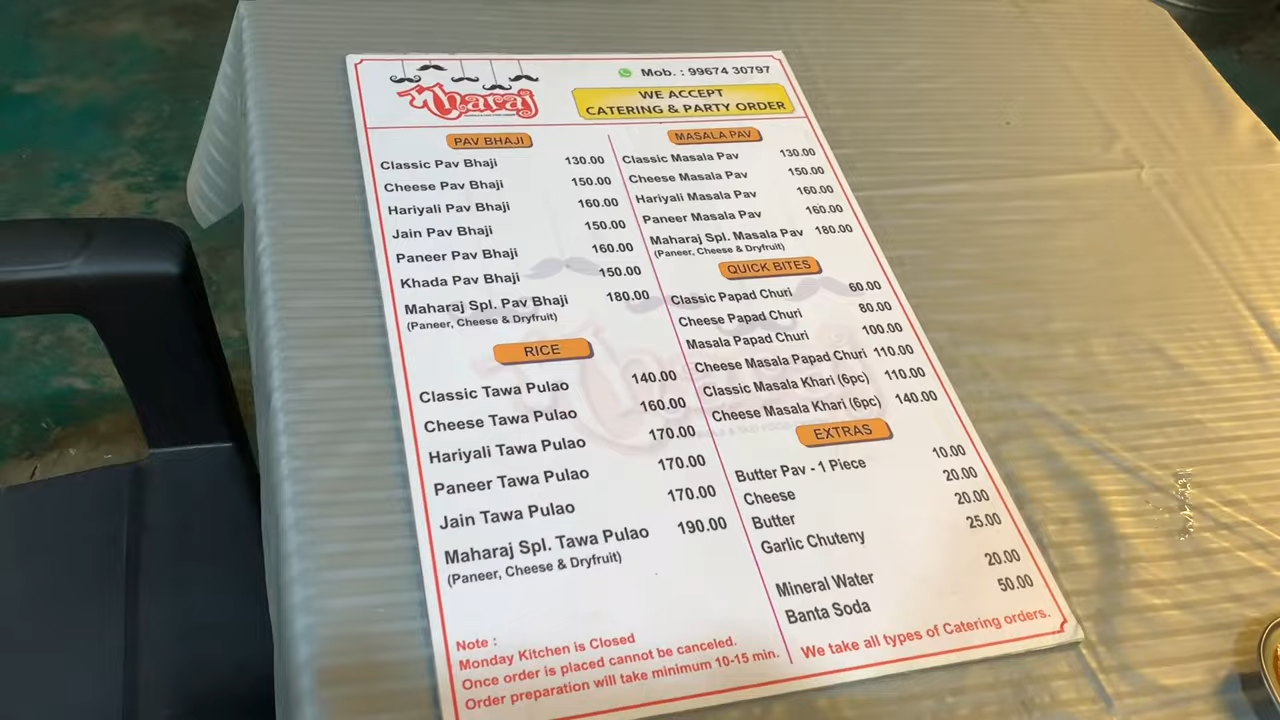 Maharaj
Mob. : 99674 30797
WE ACCEPT
CATERING & PARTY ORDER
PAV BHAJI
Classic Pav Bhaji 130.00
Cheese Pav Bhaji 150.00
Hariyali Pav Bhaji 160.00
Jain Pav Bhaji 150.00
Paneer Pav Bhaji 160.00
Khada Pav Bhaji 150.00
Maharaj Spl. Pav Bhaji 180.00
(Paneer, Cheese & Dryfruit)
RICE
Classic Tawa Pulao 140.00
Cheese Tawa Pulao 160.00
Hariyali Tawa Pulao 170.00
Paneer Tawa Pulao 170.00
Jain Tawa Pulao 170.00
Maharaj Spl. Tawa Pulao 190.00
(Paneer, Cheese & Dryfruit)
Note :
Monday Kitchen is Closed
Once order is placed cannot be canceled.
Order preparation will take minimum 10-15 min.
MASALA PAV
Classic Masala Pav 130.00
Cheese Masala Pav 150.00
Hariyali Masala Pav 160.00
Paneer Masala Pav 160.00
Maharaj Spl. Masala Pav 180.00
(Paneer, Cheese & Dryfruit)
QUICK BITES
Classic Papad Churi 60.00
Cheese Papad Churi 80.00
Masala Papad Churi 100.00
Cheese Masala Papad Churi 110.00
Classic Masala Khari (6pc) 110.00
Cheese Masala Khari (6pc) 140.00
EXTRAS
Butter Pav - 1 Piece 10.00
Cheese 20.00
Butter 20.00
Garlic Chuteny 25.00
Mineral Water 20.00
Banta Soda 50.00
We take all types of Catering orders.